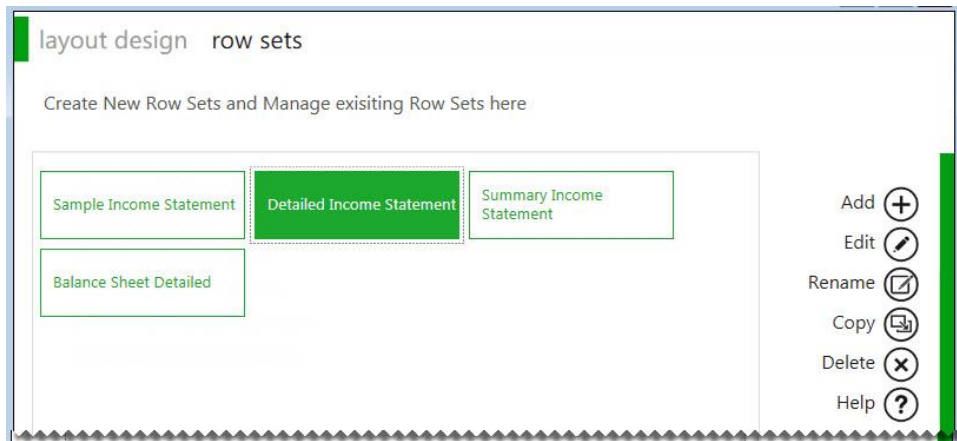 layout design row sets
Create New Row Sets and Manage exisiting Row Sets here
Sample Income Statement
Detailed Income Statement
Summary Income
Statement
Balance Sheet Detailed
Add
Edit
Rename
Copy
Delete
Help ?